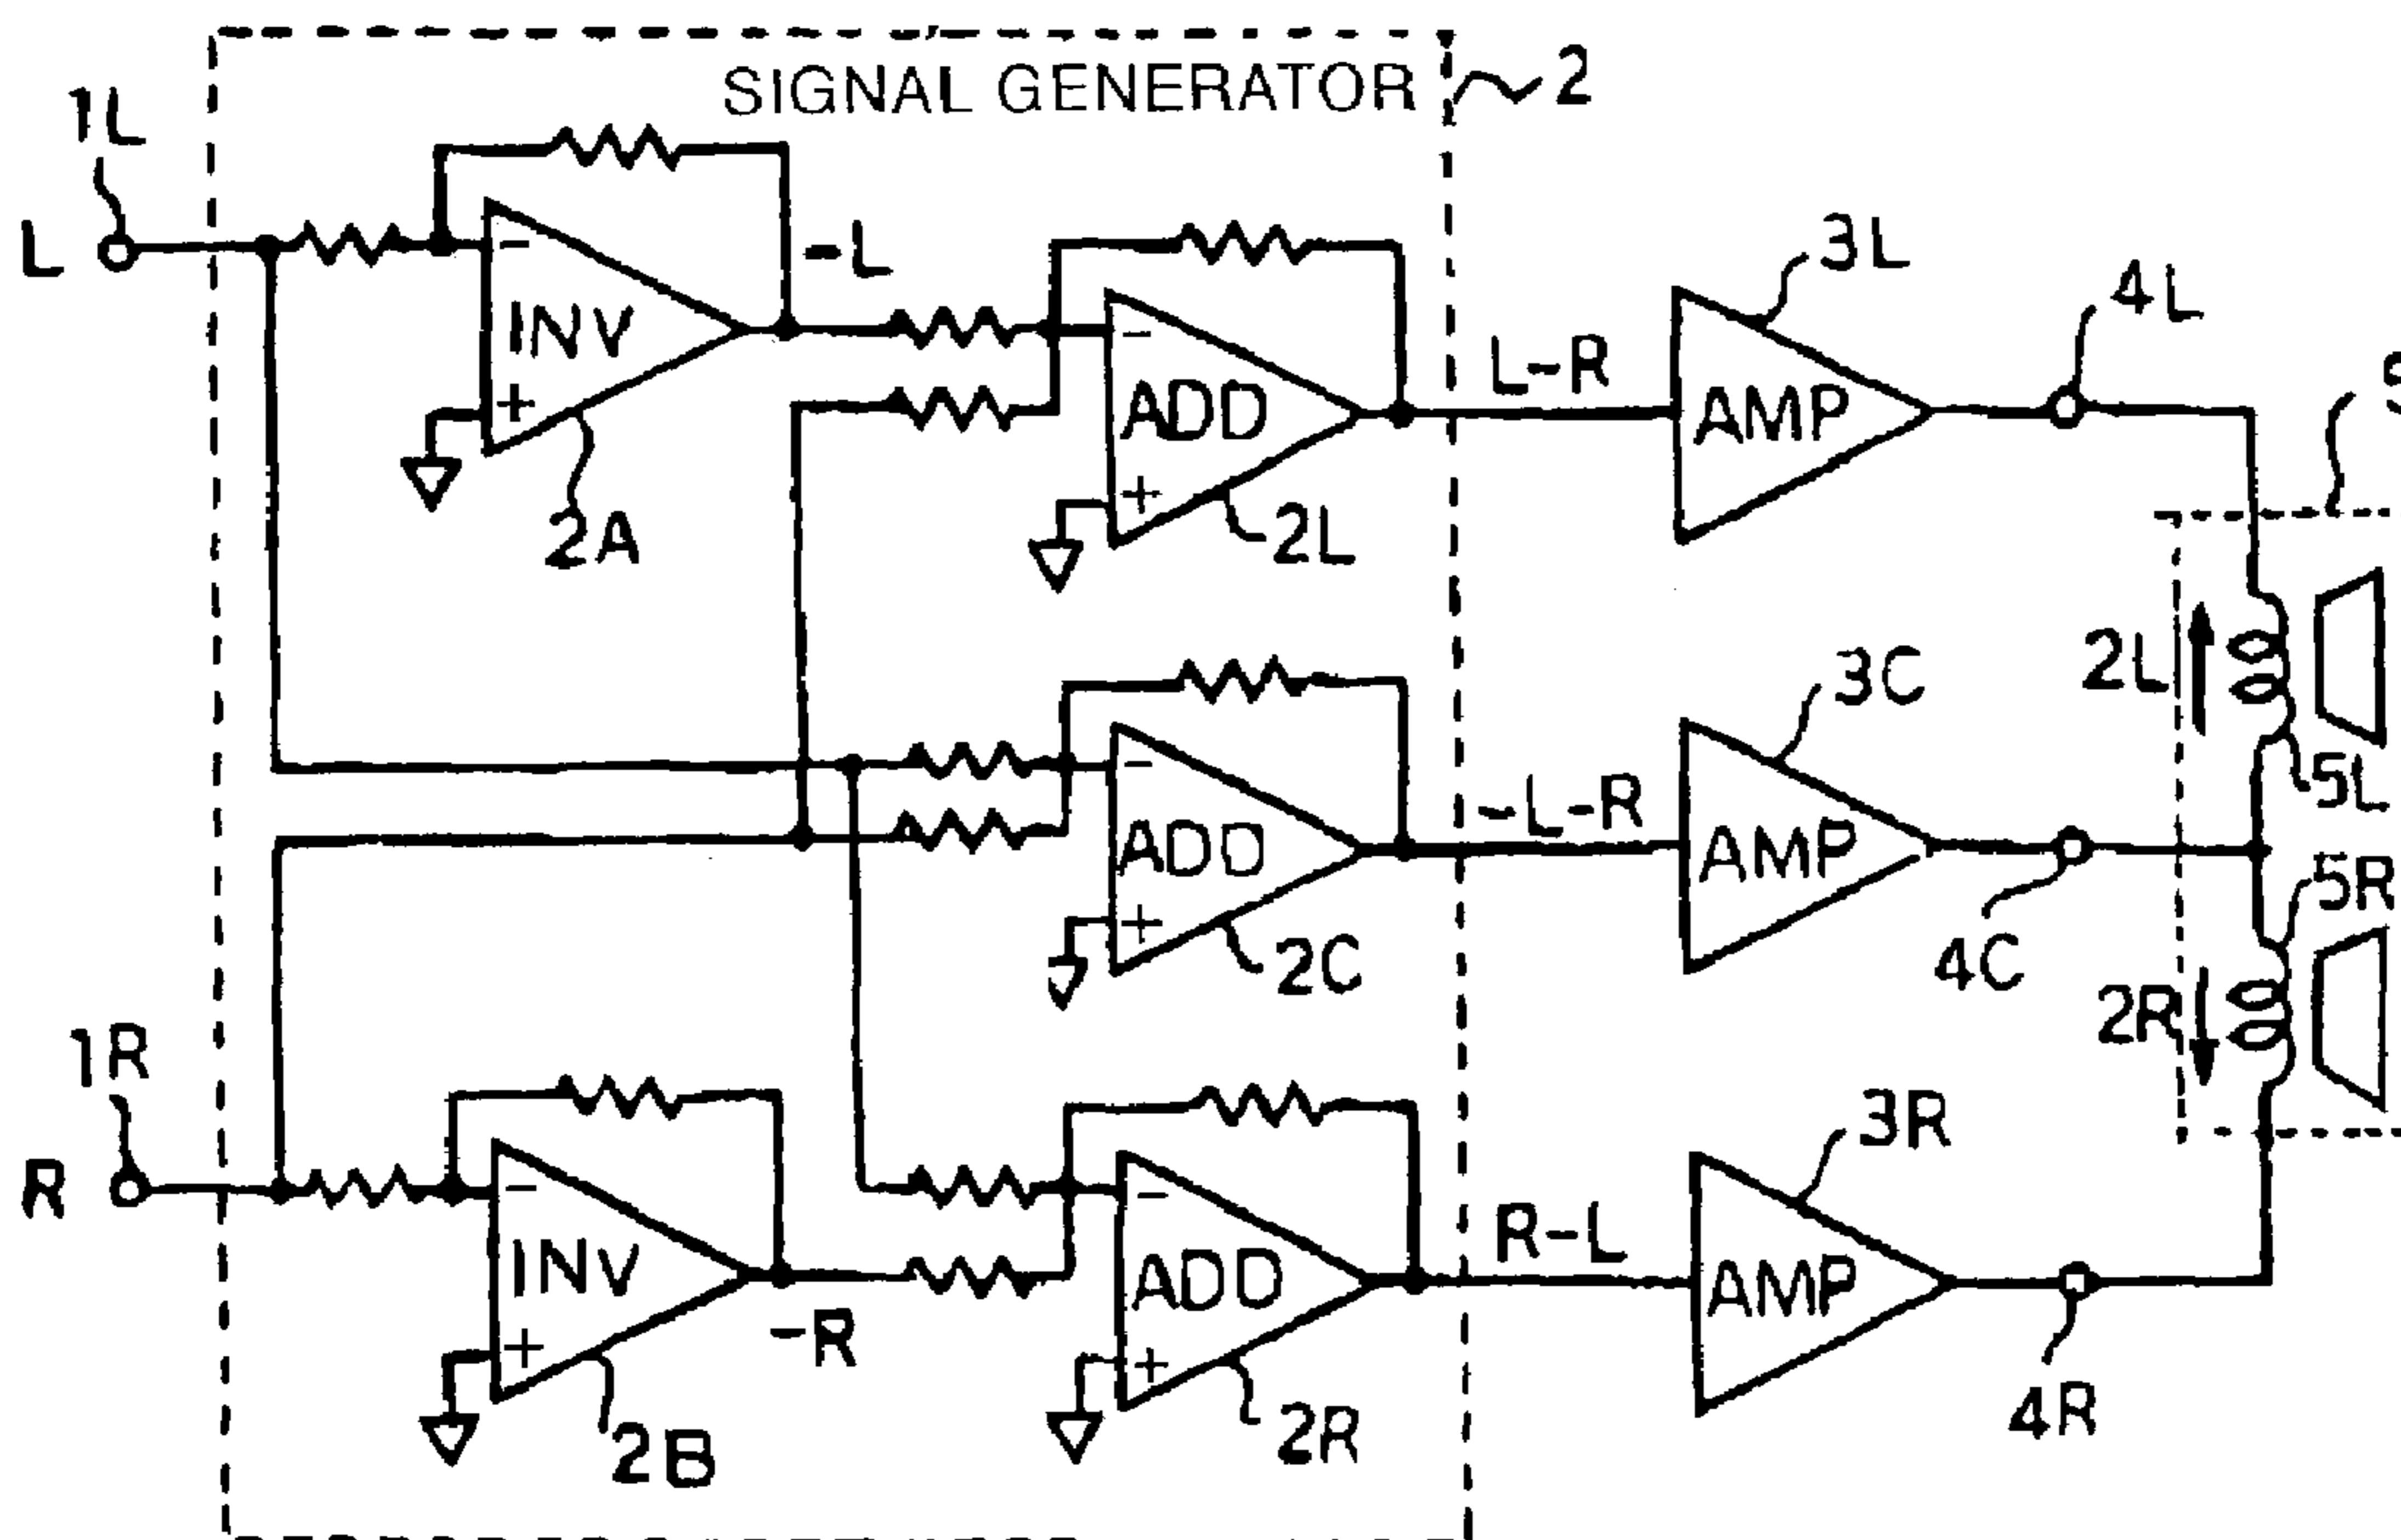 SIGNAL GENERATOR
2
1L
L
-
INV
+
2A
-L
-
ADD
+
2L
L-R
3L
AMP
4L
2L
5L
-
ADD
+
2C
-L-R
3C
AMP
4C
5R
2R
1R
R
-
INV
+
2B
-R
-
ADD
+
2R
R-L
3R
AMP
4R